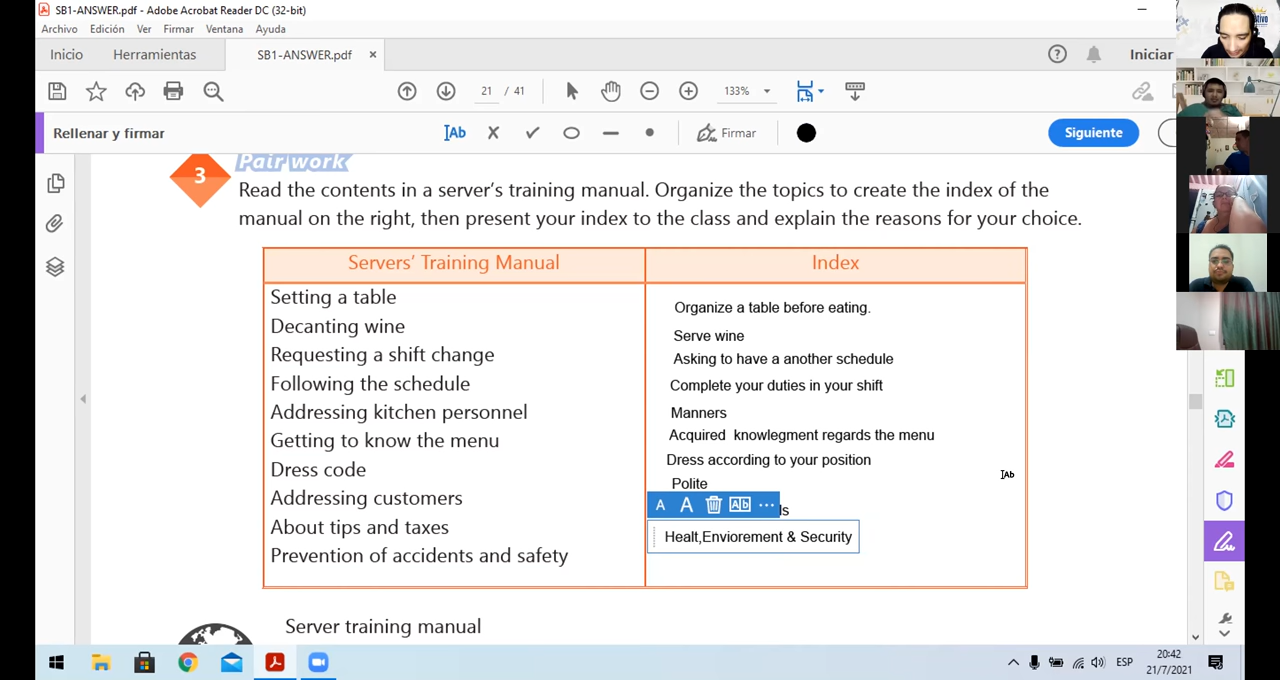 SB1-ANSWER.pdf - Adobe Acrobat Reader DC (32-bit)
Archivo Edición Ver Firmar Ventana Ayuda
Inicio Herramientas SB1-ANSWER.pdf × Iniciar
21 / 41 133%
Rellenar y firmar Ab Firmar Siguiente
3 Pair work
Read the contents in a server's training manual. Organize the topics to create the index of the
manual on the right, then present your index to the class and explain the reasons for your choice.
Servers' Training Manual Index
Setting a table Organize a table before eating.
Decanting wine Serve wine
Requesting a shift change Asking to have a another schedule
Following the schedule Complete your duties in your shift
Addressing kitchen personnel Manners
Getting to know the menu Acquired knowlegment regards the menu
Dress code Dress according to your position
Addressing customers Polite
A A Ab ... ls
About tips and taxes
Prevention of accidents and safety Healt,Enviorement & Security
Server training manual
ESP 20:42
21/7/2021